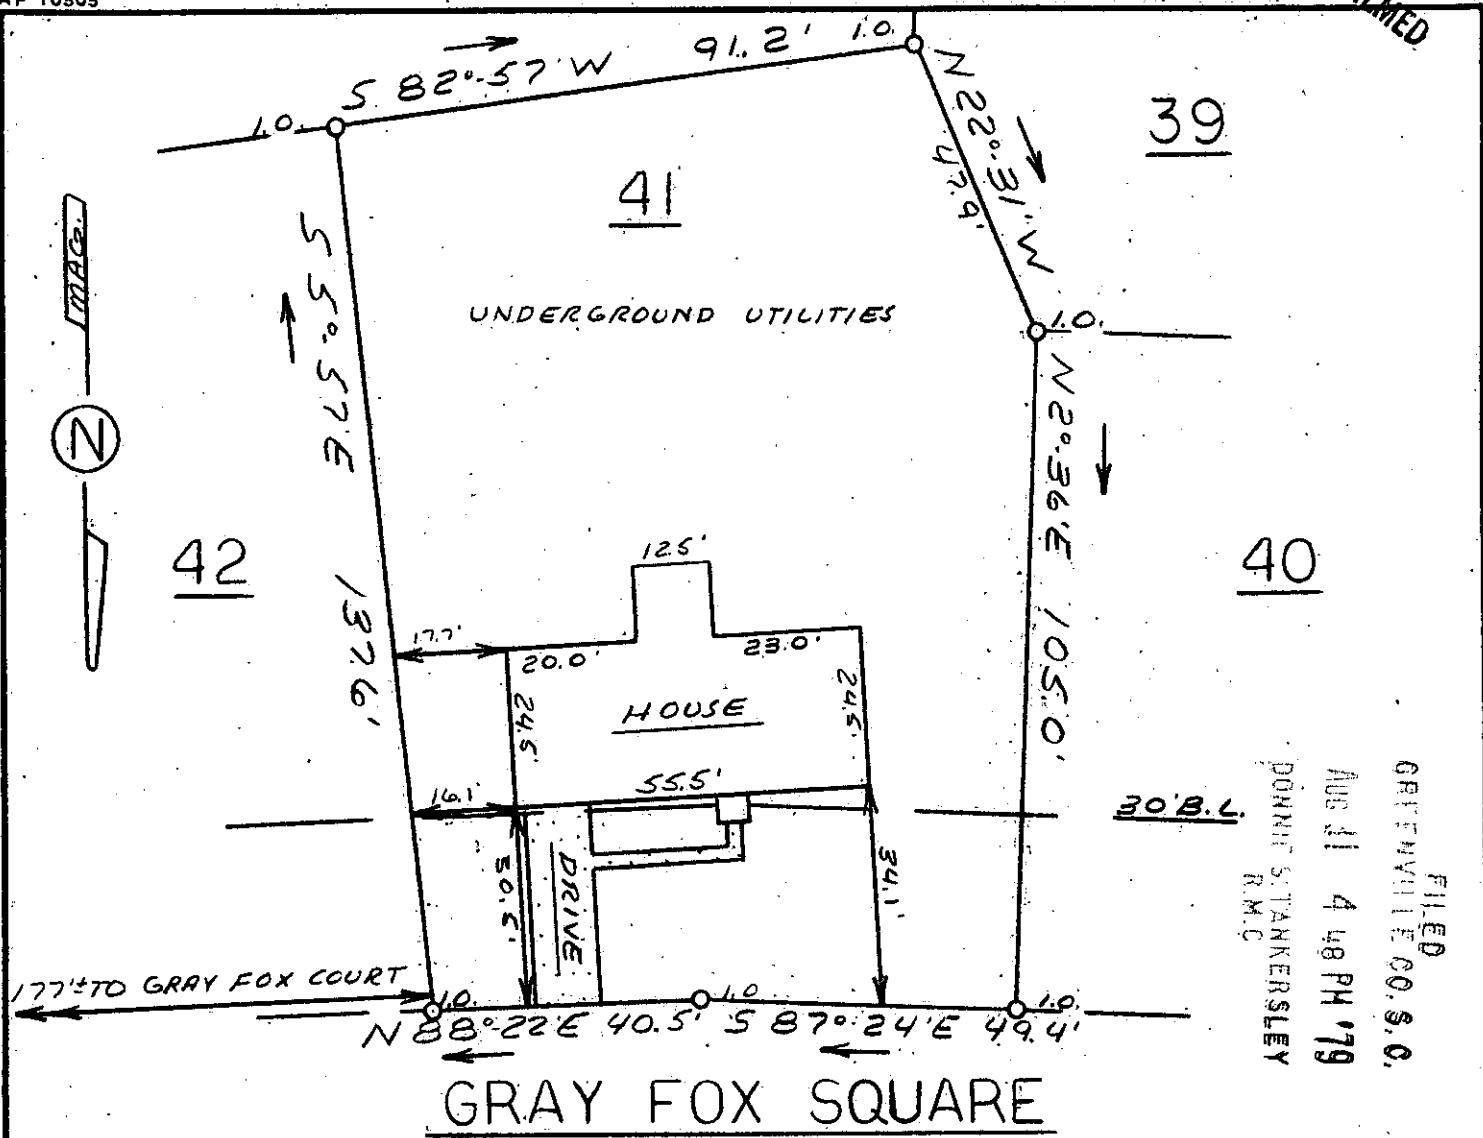 S 82°-57'W 91.2' I.O.
I.O.
N 22°-31'W
47.9'
39
41
MAG.
N
S 5°-57'E 137.6'
UNDERGROUND UTILITIES
I.O.
N 2°-36'E 105.0'
42
40
12.5'
17.7'
20.0'
23.0'
24.5'
24.5'
HOUSE
55.5'
16.1'
30' B.L.
DRIVE
34.1'
177'± TO GRAY FOX COURT
I.O.
I.O.
I.O.
N 88°-22'E 40.5' S 87°-24'E 49.4'
GRAY FOX SQUARE
FILED
GREENVILLE CO. S. C.
AUG 4 48 PM '79
DONNIE S. TANKERSLEY
R.M.C